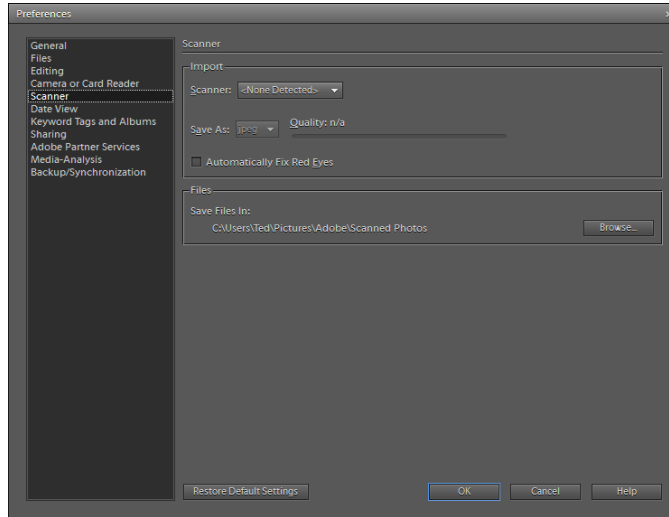 Preferences
General
Files
Editing
Camera or Card Reader
Scanner
Date View
Keyword Tags and Albums
Sharing
Adobe Partner Services
Media-Analysis
Backup/Synchronization
Scanner
Import
Scanner: <None Detected>
Save As: jpeg Quality: n/a
Automatically Fix Red Eyes
Files
Save Files In:
C:\Users\Ted\Pictures\Adobe\Scanned Photos Browse...
Restore Default Settings OK Cancel Help